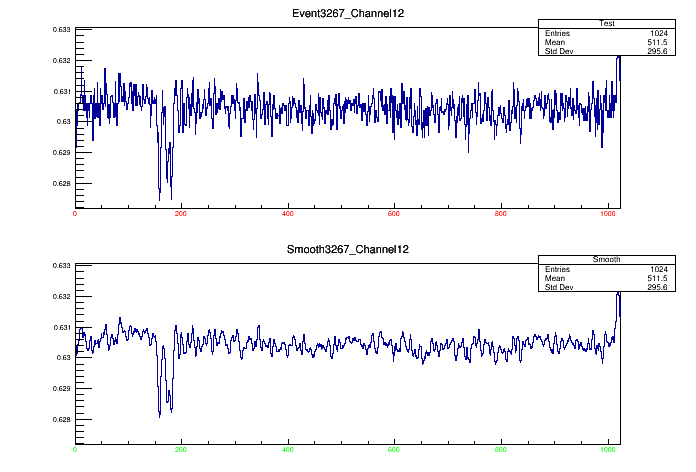 Event3267_Channel12
Test
Entries 1024
Mean 511.5
Std Dev 295.6
0.633
0.632
0.631
0.63
0.629
0.628
0 200 400 600 800 1000
Smooth3267_Channel12
Smooth
Entries 1024
Mean 511.5
Std Dev 295.6
0.633
0.632
0.631
0.63
0.629
0.628
0 200 400 600 800 1000